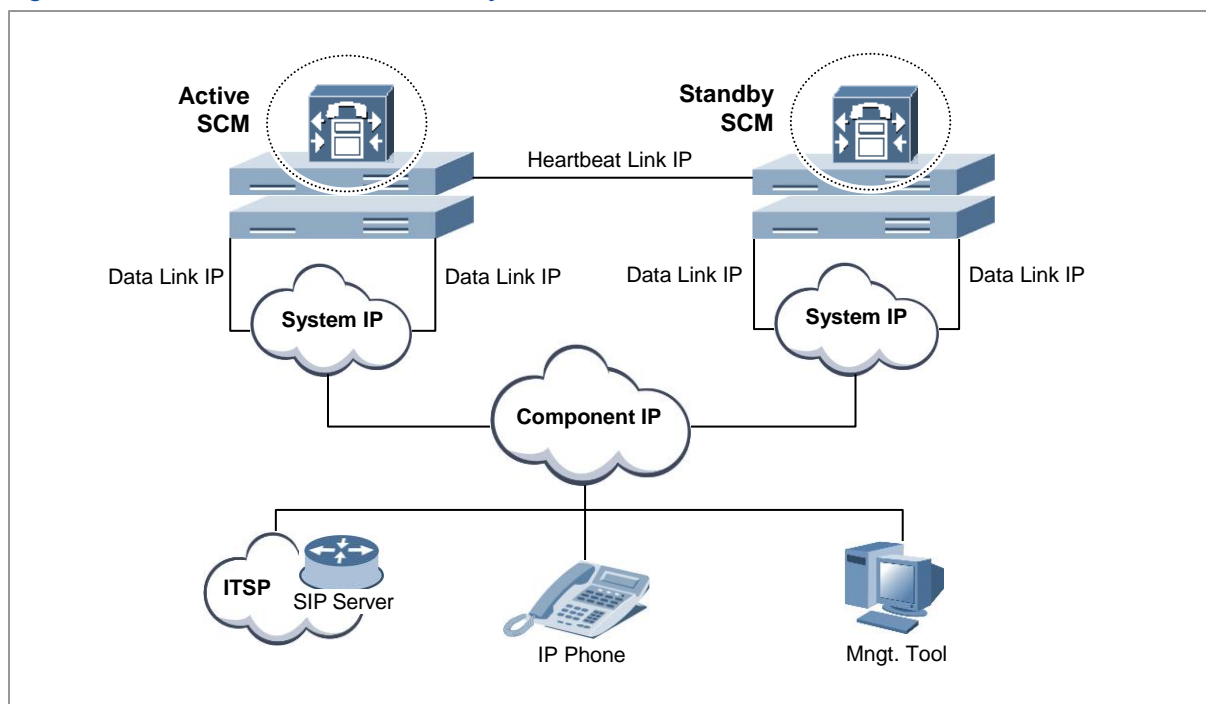 Active
SCM
Standby
SCM
Heartbeat Link IP
Data Link IP
Data Link IP
Data Link IP
Data Link IP
System IP
System IP
Component IP
ITSP
SIP Server
IP Phone
Mngt. Tool